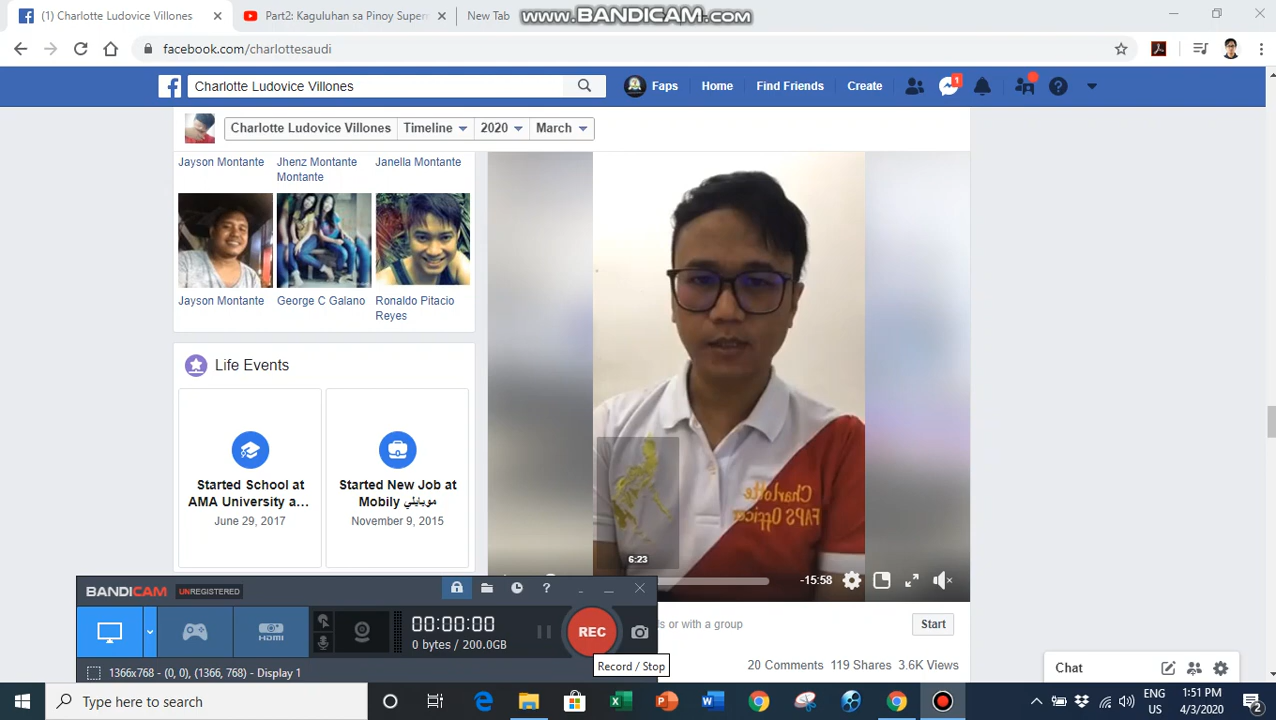 (1) Charlotte Ludovice Villones
Part2: Kaguluhan sa Pinoy Super
New Tab
www.BANDICAM.com
facebook.com/charlottesaudi
Charlotte Ludovice Villones
Faps
Home
Find Friends
Create
1
Charlotte Ludovice Villones
Timeline
2020
March
Jayson Montante
Jhenz Montante
Montante
Janella Montante
Jayson Montante
George C Galano
Ronaldo Pitacio
Reyes
Life Events
Started School at
AMA University a...
June 29, 2017
Started New Job at
Mobily موبايلي
November 9, 2015
Charlotte
FAPS Officer
6:23
-15:58
BANDICAM
UNREGISTERED
HDMI
00:00:00
0 bytes / 200.0GB
REC
Record / Stop
1366x768 - (0, 0), (1366, 768) - Display 1
ds or with a group
Start
20 Comments 119 Shares 3.6K Views
Chat
Type here to search
ENG
US
1:51 PM
4/3/2020
2